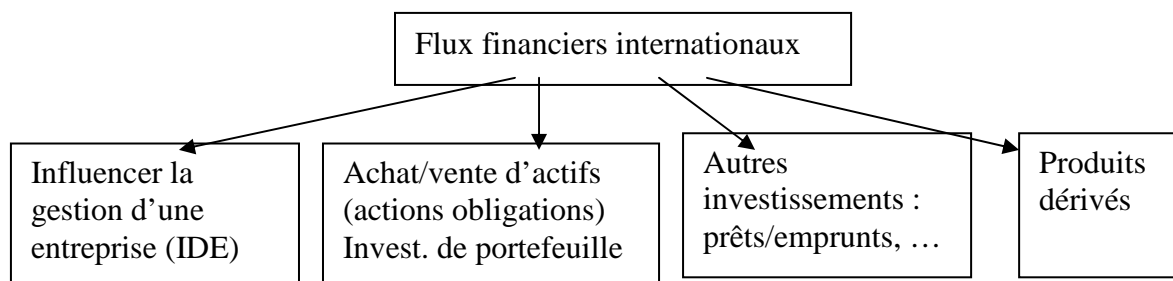 Flux financiers internationaux
Influencer la
gestion d’une
entreprise (IDE)
Achat/vente d’actifs
(actions obligations)
Invest. de portefeuille
Autres
investissements :
prêts/emprunts, …
Produits
dérivés